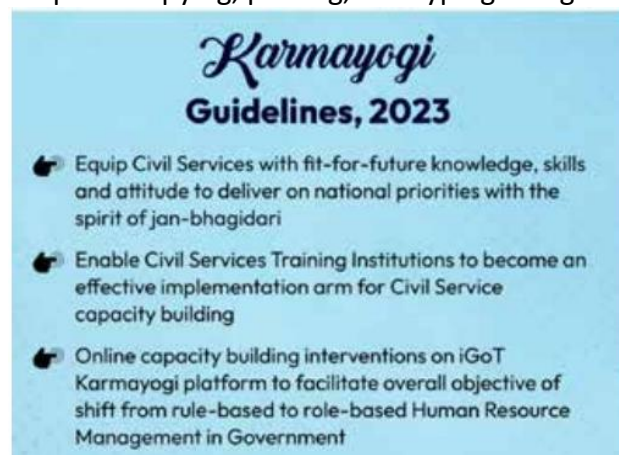 Karmayogi
Guidelines, 2023
Equip Civil Services with fit-for-future knowledge, skills
and attitude to deliver on national priorities with the
spirit of jan-bhagidari
Enable Civil Services Training Institutions to become an
effective implementation arm for Civil Service
capacity building
Online capacity building interventions on iGoT
Karmayogi platform to facilitate overall objective of
shift from rule-based to role-based Human Resource
Management in Government